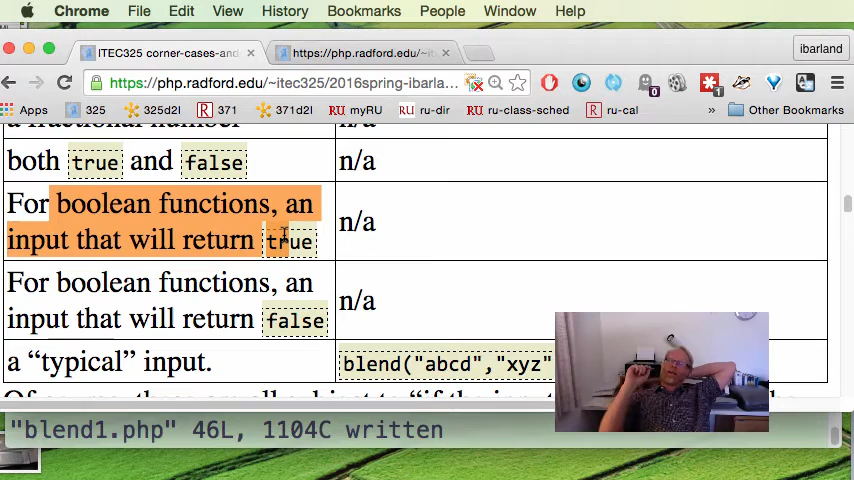 Chrome File Edit View History Bookmarks People Window Help
ITEC325 corner-cases-and
https://php.radford.edu/~it
ibarland
https://php.radford.edu/~itec325/2016spring-ibarla
Apps 325 325d2l 371 371d2l myRU ru-dir ru-class-sched ru-cal » Other Bookmarks
a fractional number
both true and false
n/a
For boolean functions, an
input that will return true
n/a
For boolean functions, an
input that will return false
n/a
a “typical” input.
blend("abcd","xyz"
"blend1.php" 46L, 1104C written